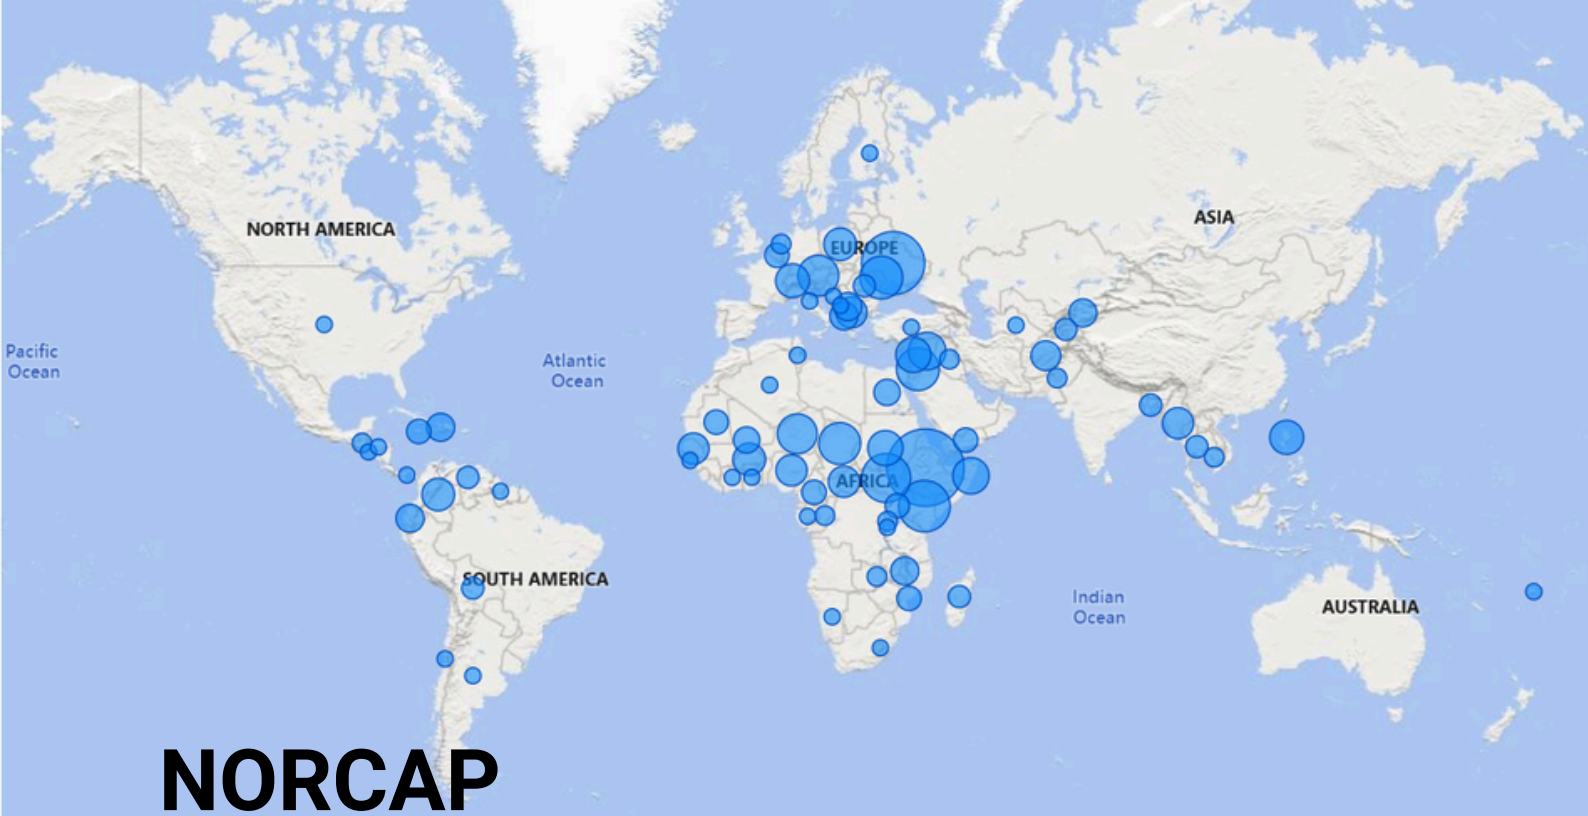 NORTH AMERICA
ASIA
EUROPE
Pacific
Ocean
Atlantic
Ocean
AFRICA
SOUTH AMERICA
Indian
Ocean
AUSTRALIA
NORCAP